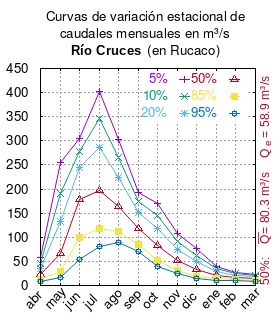 Curvas de variación estacional de
caudales mensuales en m³/s
Río Cruces (en Rucaco)
5% 50%
10% 85%
20% 95%
450
400
350
300
250
200
150
100
50
0
abr may jun jul ago sep oct nov dic ene feb mar
50%: Q̅= 80.3 m³/s Qe = 58.9 m³/s